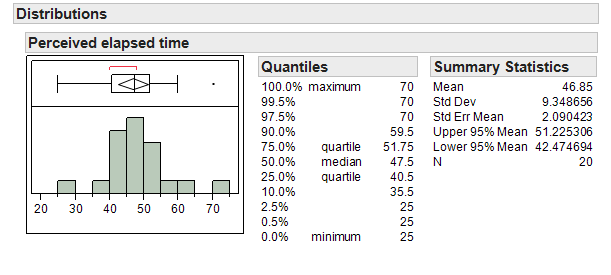 Distributions
Perceived elapsed time
20 30 40 50 60 70
Quantiles
100.0% maximum 70
99.5% 70
97.5% 70
90.0% 59.5
75.0% quartile 51.75
50.0% median 47.5
25.0% quartile 40.5
10.0% 35.5
2.5% 25
0.5% 25
0.0% minimum 25
Summary Statistics
Mean 46.85
Std Dev 9.348656
Std Err Mean 2.090423
Upper 95% Mean 51.225306
Lower 95% Mean 42.474694
N 20